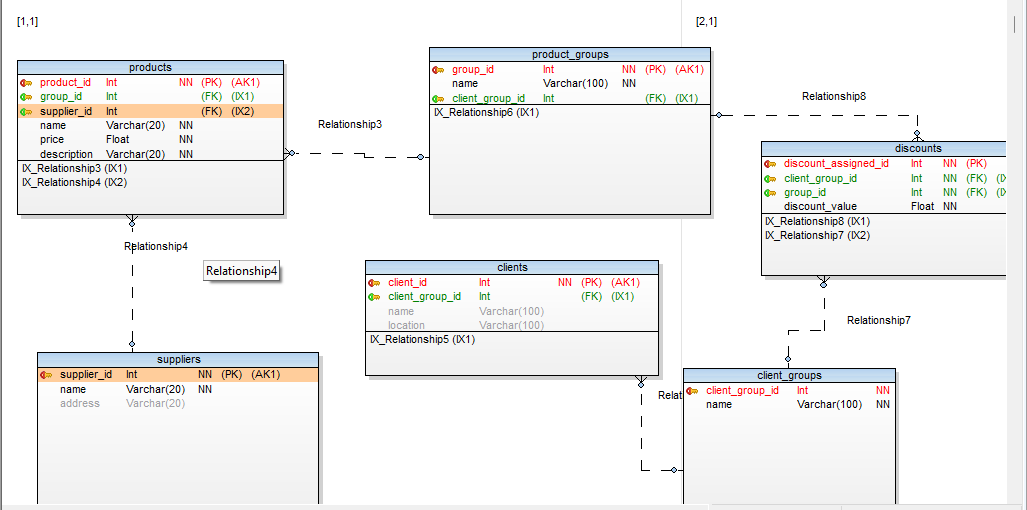 [1,1]
[2,1]
products
product_id Int NN (PK) (AK1)
group_id Int (FK) (IX1)
supplier_id Int (FK) (IX2)
name Varchar(20) NN
price Float NN
description Varchar(20) NN
IX_Relationship3 (IX1)
IX_Relationship4 (IX2)
Relationship3
product_groups
group_id Int NN (PK) (AK1)
name Varchar(100) NN
client_group_id Int (FK) (IX1)
IX_Relationship6 (IX1)
Relationship8
discounts
discount_assigned_id Int NN (PK)
client_group_id Int NN (FK) (IX
group_id Int NN (FK) (IX
discount_value Float NN
IX_Relationship8 (IX1)
IX_Relationship7 (IX2)
Relationship4
Relationship4
clients
client_id Int NN (PK) (AK1)
client_group_id Int (FK) (IX1)
name Varchar(100)
location Varchar(100)
IX_Relationship5 (IX1)
Relationship7
suppliers
supplier_id Int NN (PK) (AK1)
name Varchar(20) NN
address Varchar(20)
Relat
client_groups
client_group_id Int NN
name Varchar(100) NN